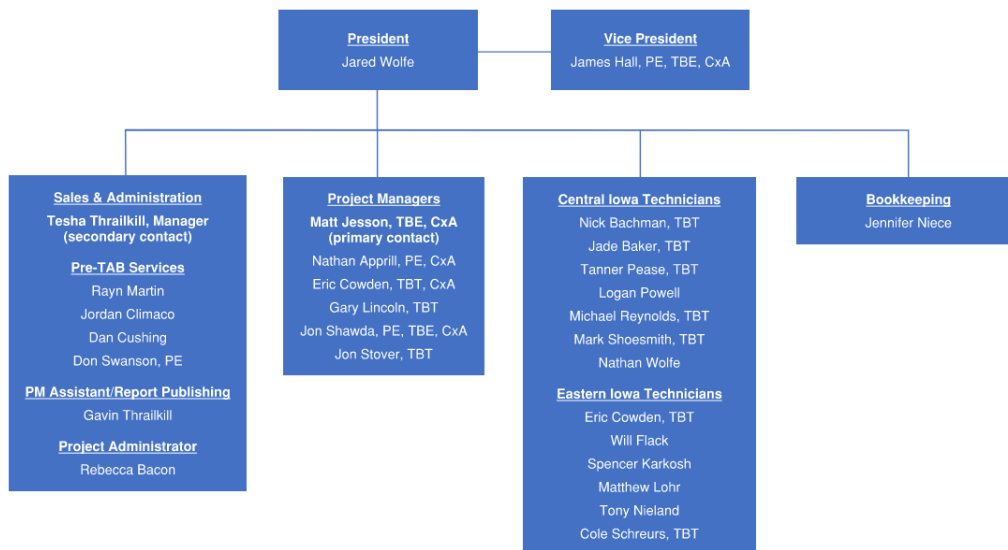 President
Jared Wolfe
Vice President
James Hall, PE, TBE, CxA
Sales & Administration
Tesha Thrailkill, Manager
(secondary contact)
Pre-TAB Services
Rayn Martin
Jordan Climaco
Dan Cushing
Don Swanson, PE
PM Assistant/Report Publishing
Gavin Thrailkill
Project Administrator
Rebecca Bacon
Project Managers
Matt Jesson, TBE, CxA
(primary contact)
Nathan Apprill, PE, CxA
Eric Cowden, TBT, CxA
Gary Lincoln, TBT
Jon Shawda, PE, TBE, CxA
Jon Stover, TBT
Central Iowa Technicians
Nick Bachman, TBT
Jade Baker, TBT
Tanner Pease, TBT
Logan Powell
Michael Reynolds, TBT
Mark Shoesmith, TBT
Nathan Wolfe
Eastern Iowa Technicians
Eric Cowden, TBT
Will Flack
Spencer Karkosh
Matthew Lohr
Tony Nieland
Cole Schreurs, TBT
Bookkeeping
Jennifer Niece